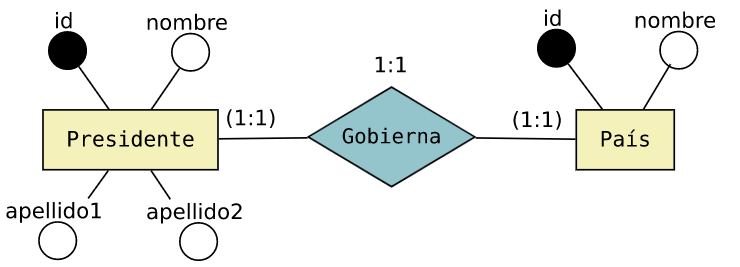 id
nombre
id
nombre
1:1
(1:1)
(1:1)
Presidente
Gobierna
País
apellido1
apellido2